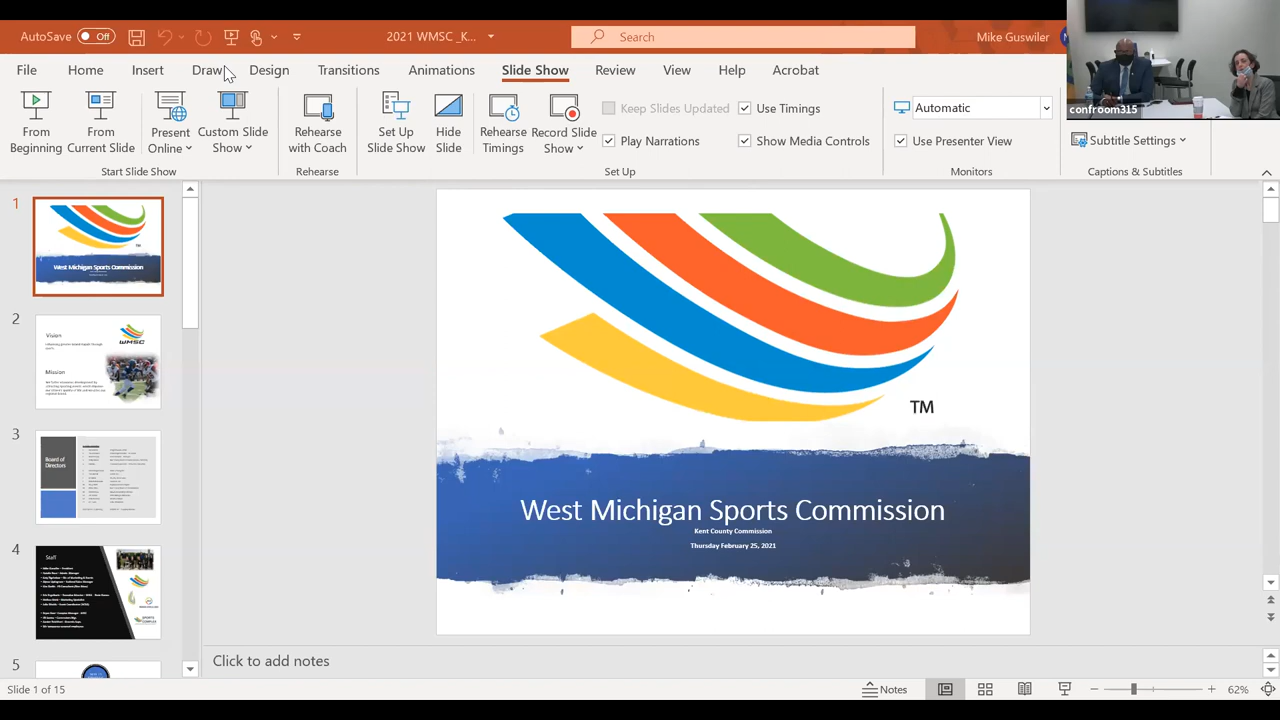 AutoSave Off
2021 WMSC _K...
Search
Mike Guswiler
confroom315
File Home Insert Draw Design Transitions Animations Slide Show Review View Help Acrobat
From Beginning
From Current Slide
Present Online
Custom Slide Show
Start Slide Show
Rehearse with Coach
Rehearse
Set Up Slide Show
Hide Slide
Rehearse Timings
Record Slide Show
Keep Slides Updated
Play Narrations
Use Timings
Show Media Controls
Set Up
Automatic
Use Presenter View
Monitors
Subtitle Settings
Captions & Subtitles
1
West Michigan Sports Commission
2
Vision
WMSC
Mission
3
Board of Directors
4
Staff
5
TM
West Michigan Sports Commission
Kent County Commission
Thursday February 25, 2021
Click to add notes
Slide 1 of 15
Notes
62%